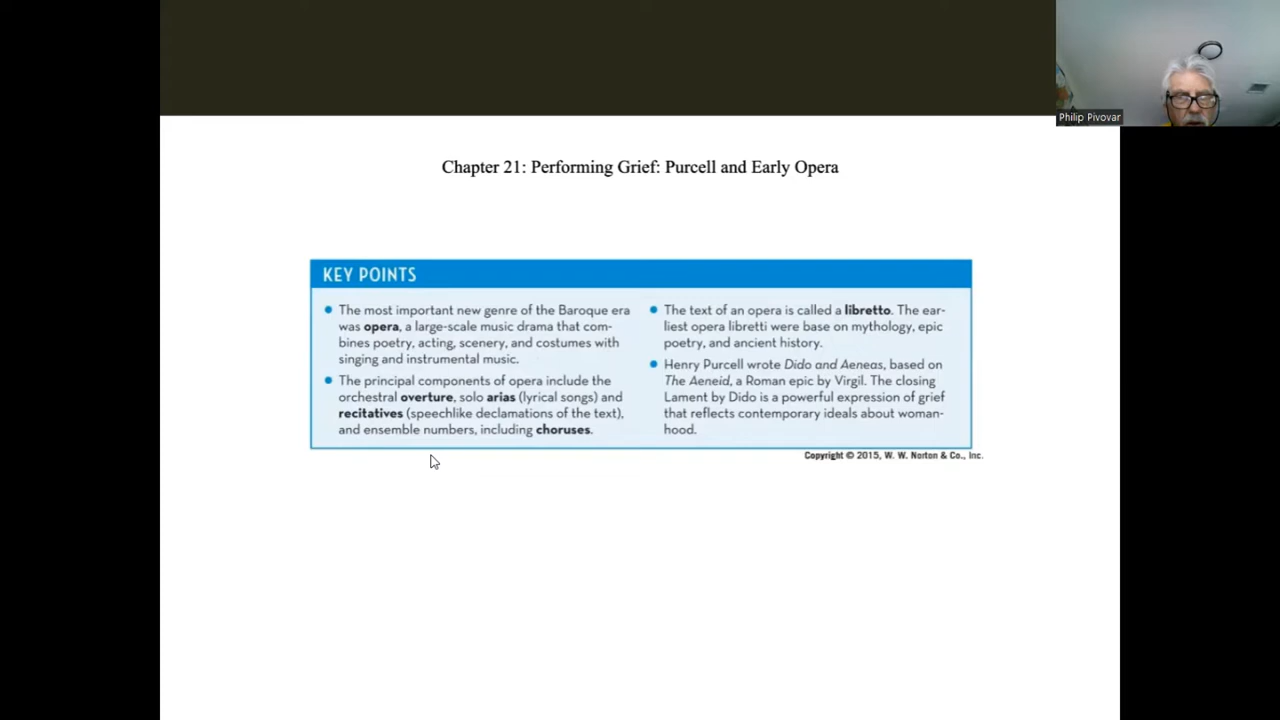 Philip Pivovar
Chapter 21: Performing Grief: Purcell and Early Opera
KEY POINTS
The most important new genre of the Baroque era
was opera, a large-scale music drama that com-
bines poetry, acting, scenery, and costumes with
singing and instrumental music.
The principal components of opera include the
orchestral overture, solo arias (lyrical songs) and
recitatives (speechlike declamations of the text),
and ensemble numbers, including choruses.
The text of an opera is called a libretto. The ear-
liest opera libretti were base on mythology, epic
poetry, and ancient history.
Henry Purcell wrote Dido and Aeneas, based on
The Aeneid, a Roman epic by Virgil. The closing
Lament by Dido is a powerful expression of grief
that reflects contemporary ideals about woman-
hood.
Copyright © 2015, W. W. Norton & Co., Inc.